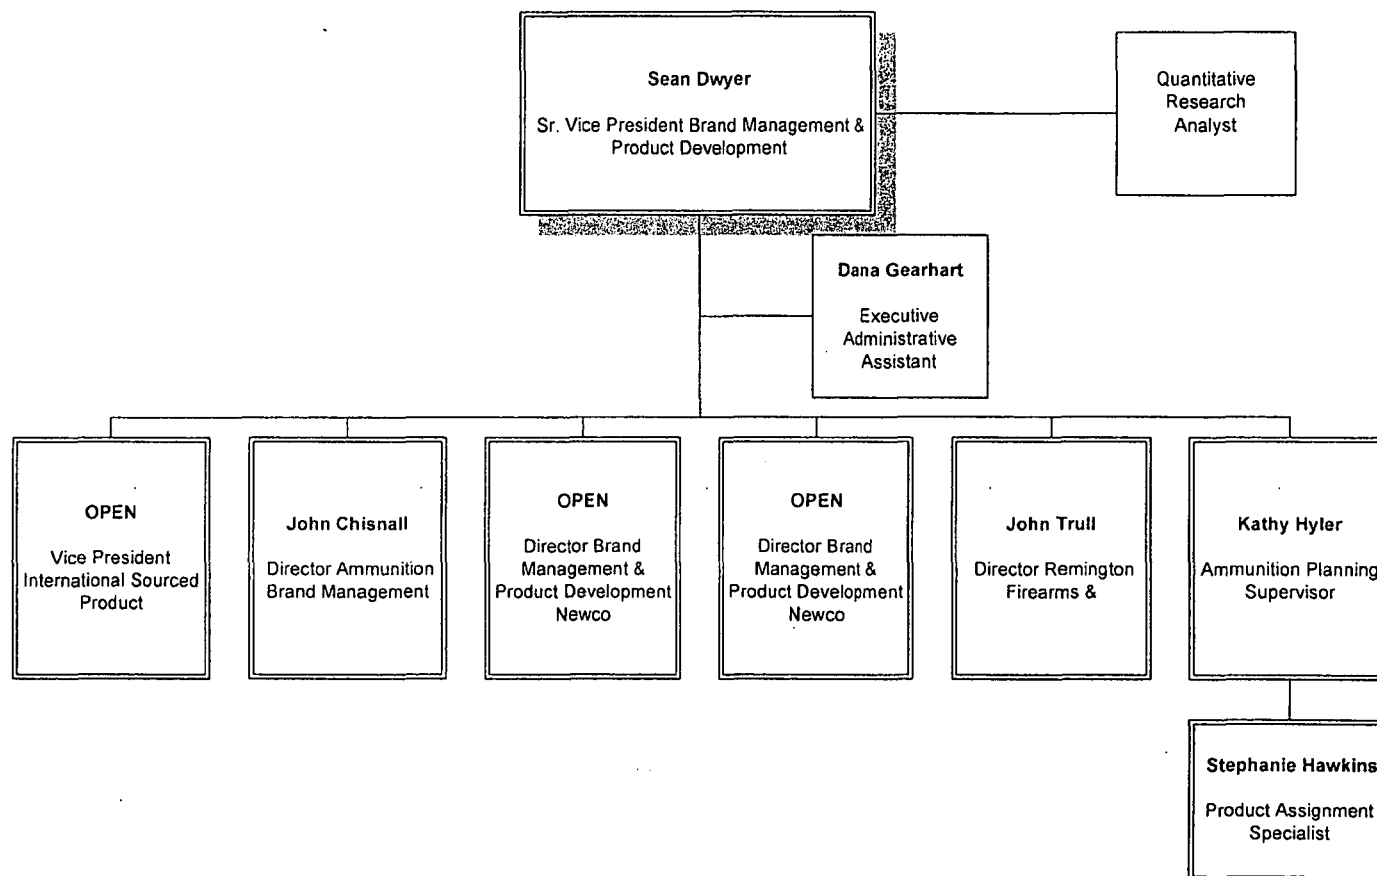 Sean Dwyer
Sr. Vice President Brand Management &
Product Development
Quantitative
Research
Analyst
Dana Gearhart
Executive
Administrative
Assistant
OPEN
Vice President
International Sourced
Product
John Chisnall
Director Ammunition
Brand Management
OPEN
Director Brand
Management &
Product Development
Newco
OPEN
Director Brand
Management &
Product Development
Newco
John Trull
Director Remington
Firearms &
Kathy Hyler
Ammunition Planning
Supervisor
Stephanie Hawkins
Product Assignment
Specialist